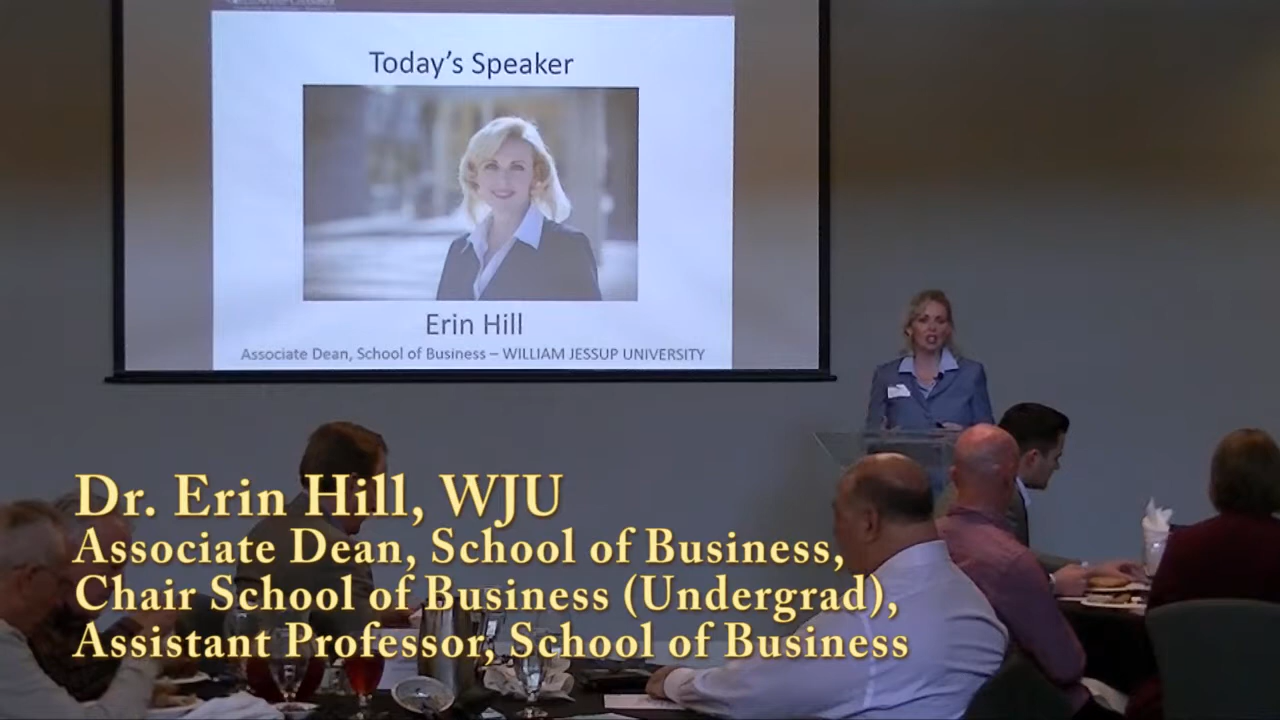 Today's Speaker
Erin Hill
Associate Dean, School of Business – WILLIAM JESSUP UNIVERSITY
Dr. Erin Hill, WJU
Associate Dean, School of Business,
Chair School of Business (Undergrad),
Assistant Professor, School of Business